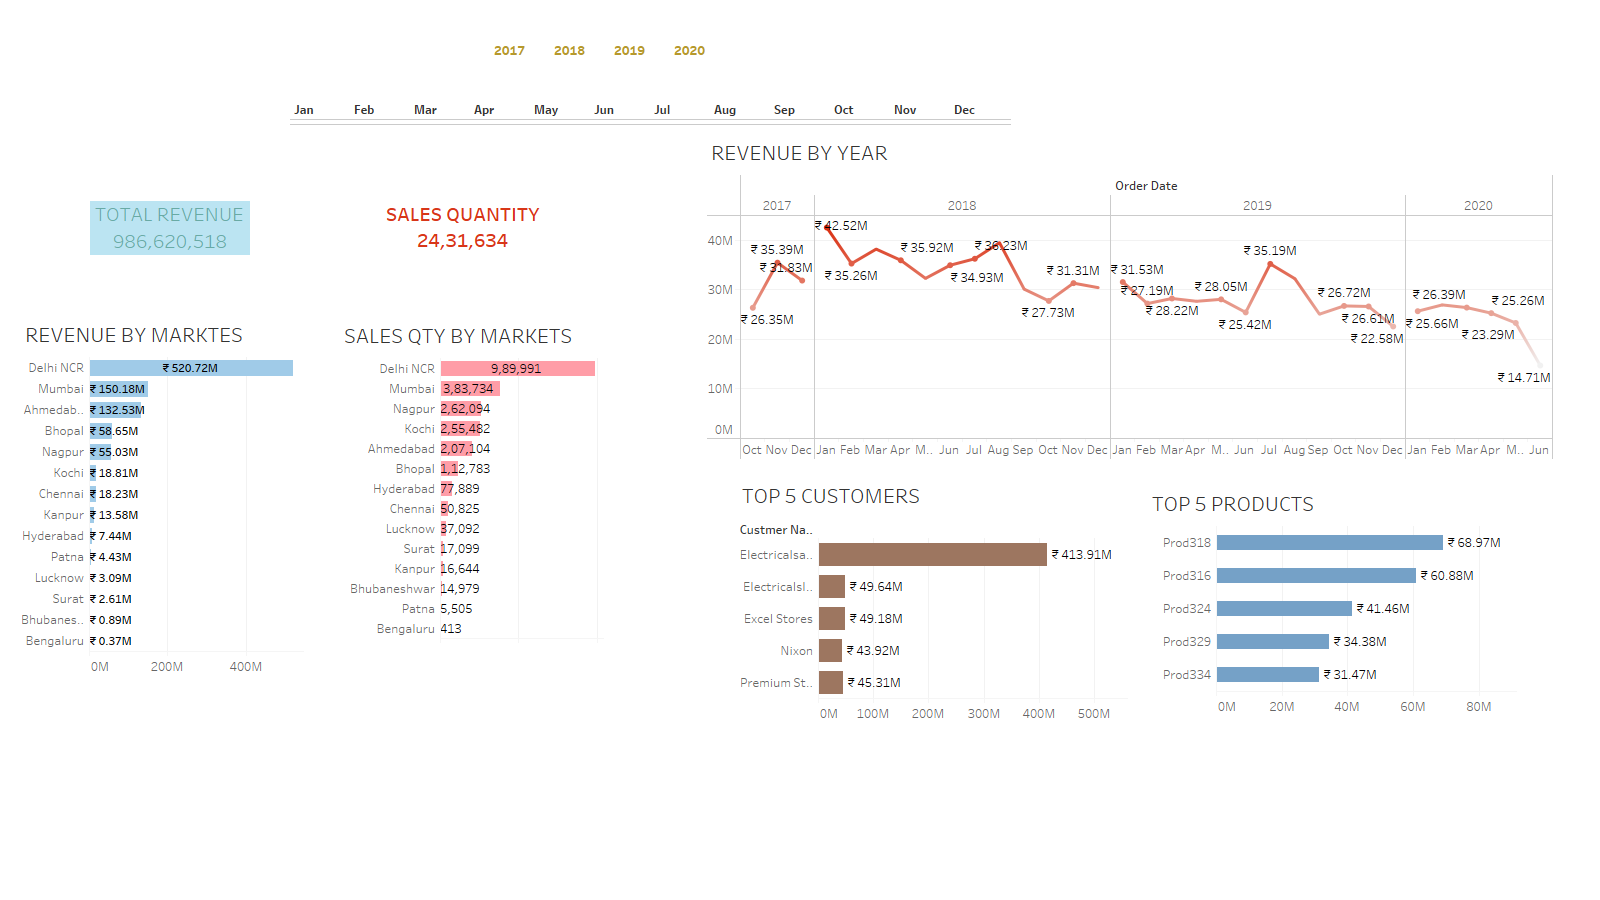 2017 2018 2019 2020
Jan Feb Mar Apr May Jun Jul Aug Sep Oct Nov Dec
TOTAL REVENUE
986,620,518
SALES QUANTITY
24,31,634
REVENUE BY MARKTES
Delhi NCR ₹ 520.72M
Mumbai ₹ 150.18M
Ahmedab.. ₹ 132.53M
Bhopal ₹ 58.65M
Nagpur ₹ 55.03M
Kochi ₹ 18.81M
Chennai ₹ 18.23M
Kanpur ₹ 13.58M
Hyderabad ₹ 7.44M
Patna ₹ 4.43M
Lucknow ₹ 3.09M
Surat ₹ 2.61M
Bhubanes.. ₹ 0.89M
Bengaluru ₹ 0.37M
0M 200M 400M
SALES QTY BY MARKETS
Delhi NCR 9,89,991
Mumbai 3,83,734
Nagpur 2,62,094
Kochi 2,55,482
Ahmedabad 2,07,104
Bhopal 1,12,783
Hyderabad 77,889
Chennai 50,825
Lucknow 37,092
Surat 17,099
Kanpur 16,644
Bhubaneshwar 14,979
Patna 5,505
Bengaluru 413
REVENUE BY YEAR
Order Date
2017 2018 2019 2020
40M
30M
20M
10M
0M
₹ 26.35M
₹ 35.39M
₹ 31.83M
₹ 42.52M
₹ 35.26M
₹ 35.92M
₹ 34.93M
₹ 36.23M
₹ 27.73M
₹ 31.31M
₹ 31.53M
₹ 27.19M
₹ 28.22M
₹ 28.05M
₹ 25.42M
₹ 35.19M
₹ 26.72M
₹ 26.61M
₹ 22.58M
₹ 25.66M
₹ 26.39M
₹ 23.29M
₹ 25.26M
₹ 14.71M
Oct Nov Dec Jan Feb Mar Apr M.. Jun Jul Aug Sep Oct Nov Dec Jan Feb Mar Apr M.. Jun Jul Aug Sep Oct Nov Dec Jan Feb Mar Apr M.. Jun
TOP 5 CUSTOMERS
Custmer Na..
Electricalsa.. ₹ 413.91M
Electricalsl.. ₹ 49.64M
Excel Stores ₹ 49.18M
Nixon ₹ 43.92M
Premium St.. ₹ 45.31M
0M 100M 200M 300M 400M 500M
TOP 5 PRODUCTS
Prod318 ₹ 68.97M
Prod316 ₹ 60.88M
Prod324 ₹ 41.46M
Prod329 ₹ 34.38M
Prod334 ₹ 31.47M
0M 20M 40M 60M 80M